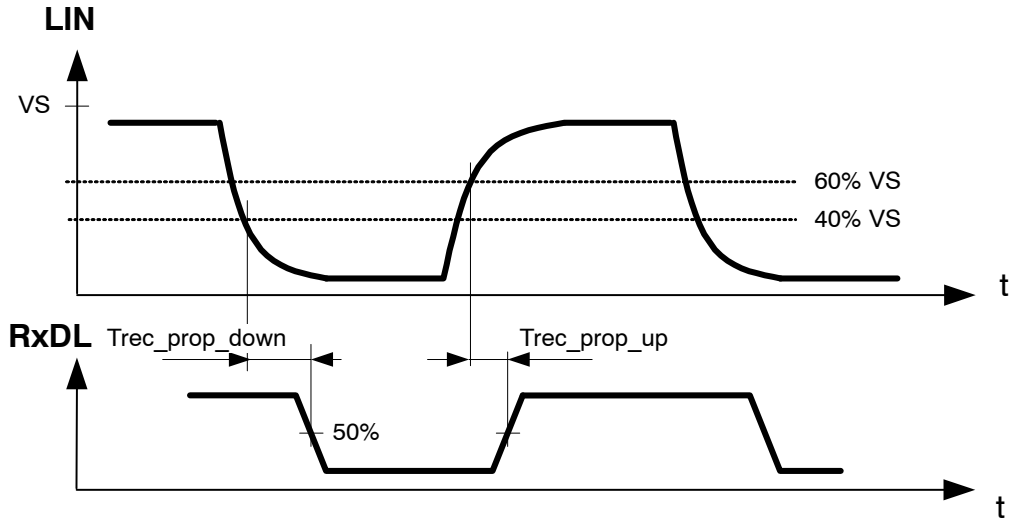 LIN
VS
60% VS
40% VS
t
RxDL
Trec_prop_down
Trec_prop_up
50%
t